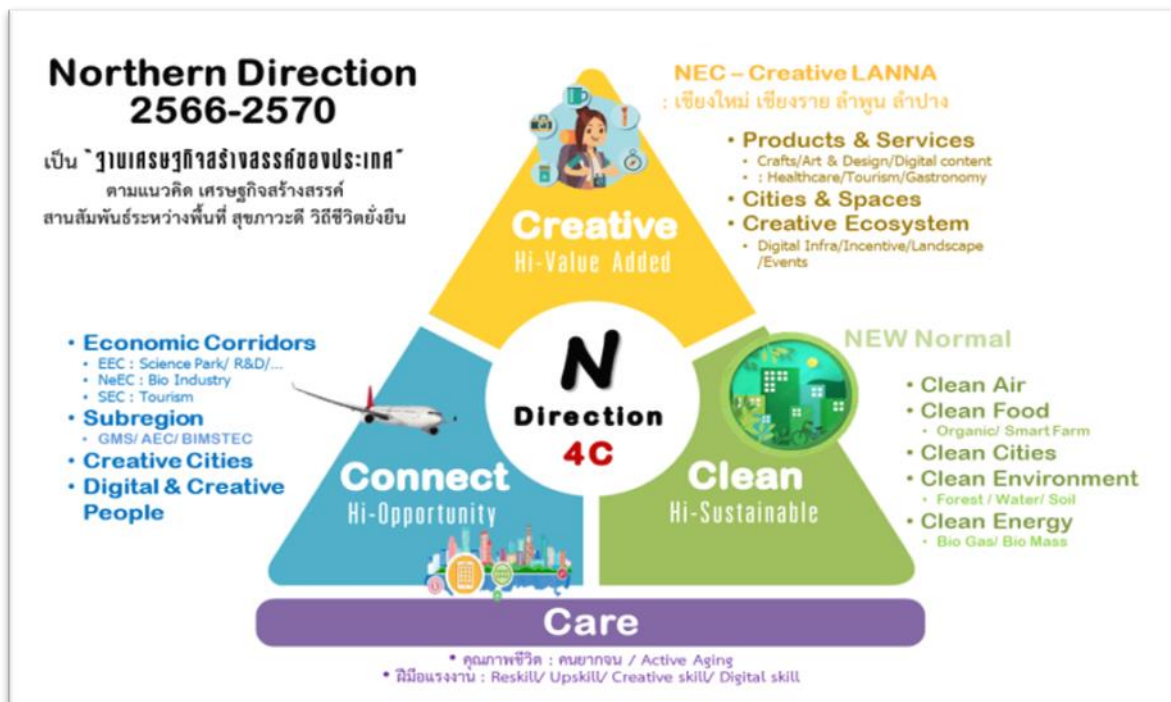 Northern Direction
2566-2570
เป็น "ฐานเศรษฐกิจสร้างสรรค์ของประเทศ"
ตามแนวคิด เศรษฐกิจสร้างสรรค์
สานสัมพันธ์ระหว่างพื้นที่ สุขภาวะดี วิถีชีวิตยั่งยืน
NEC – Creative LANNA
: เชียงใหม่ เชียงราย ลำพูน ลำปาง
• Products & Services
• Crafts/Art & Design/Digital content
• : Healthcare/Tourism/Gastronomy
• Cities & Spaces
• Creative Ecosystem
• Digital Infra/Incentive/Landscape
/Events
Creative
Hi-Value Added
• Economic Corridors
• EEC : Science Park/ R&D/...
• NeEC : Bio Industry
• SEC : Tourism
• Subregion
• GMS/ AEC/ BIMSTEC
• Creative Cities
• Digital & Creative
People
N
Direction
4C
Connect
Hi-Opportunity
Clean
Hi-Sustainable
NEW Normal
• Clean Air
• Clean Food
• Organic/ Smart Farm
• Clean Cities
• Clean Environment
• Forest / Water/ Soil
• Clean Energy
• Bio Gas/ Bio Mass
Care
• คุณภาพชีวิต : คนยากจน / Active Aging
• ฝีมือแรงงาน : Reskill/ Upskill/ Creative skill/ Digital skill